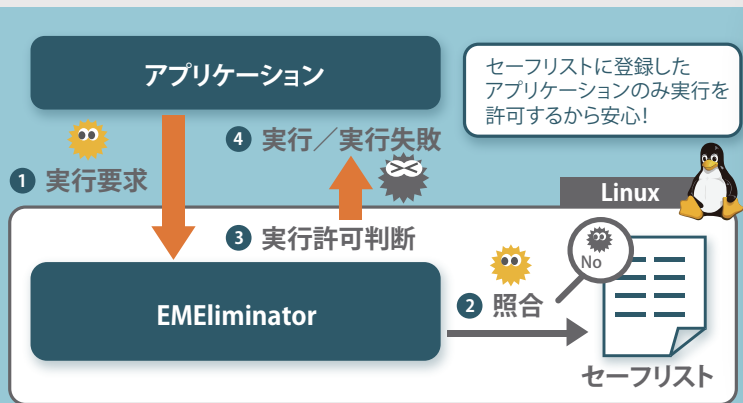 アプリケーション
セーフリストに登録した
アプリケーションのみ実行を
許可するから安心!
❶ 実行要求
❹ 実行／実行失敗
Linux
❸ 実行許可判断
EMEliminator
❷ 照合
No
セーフリスト